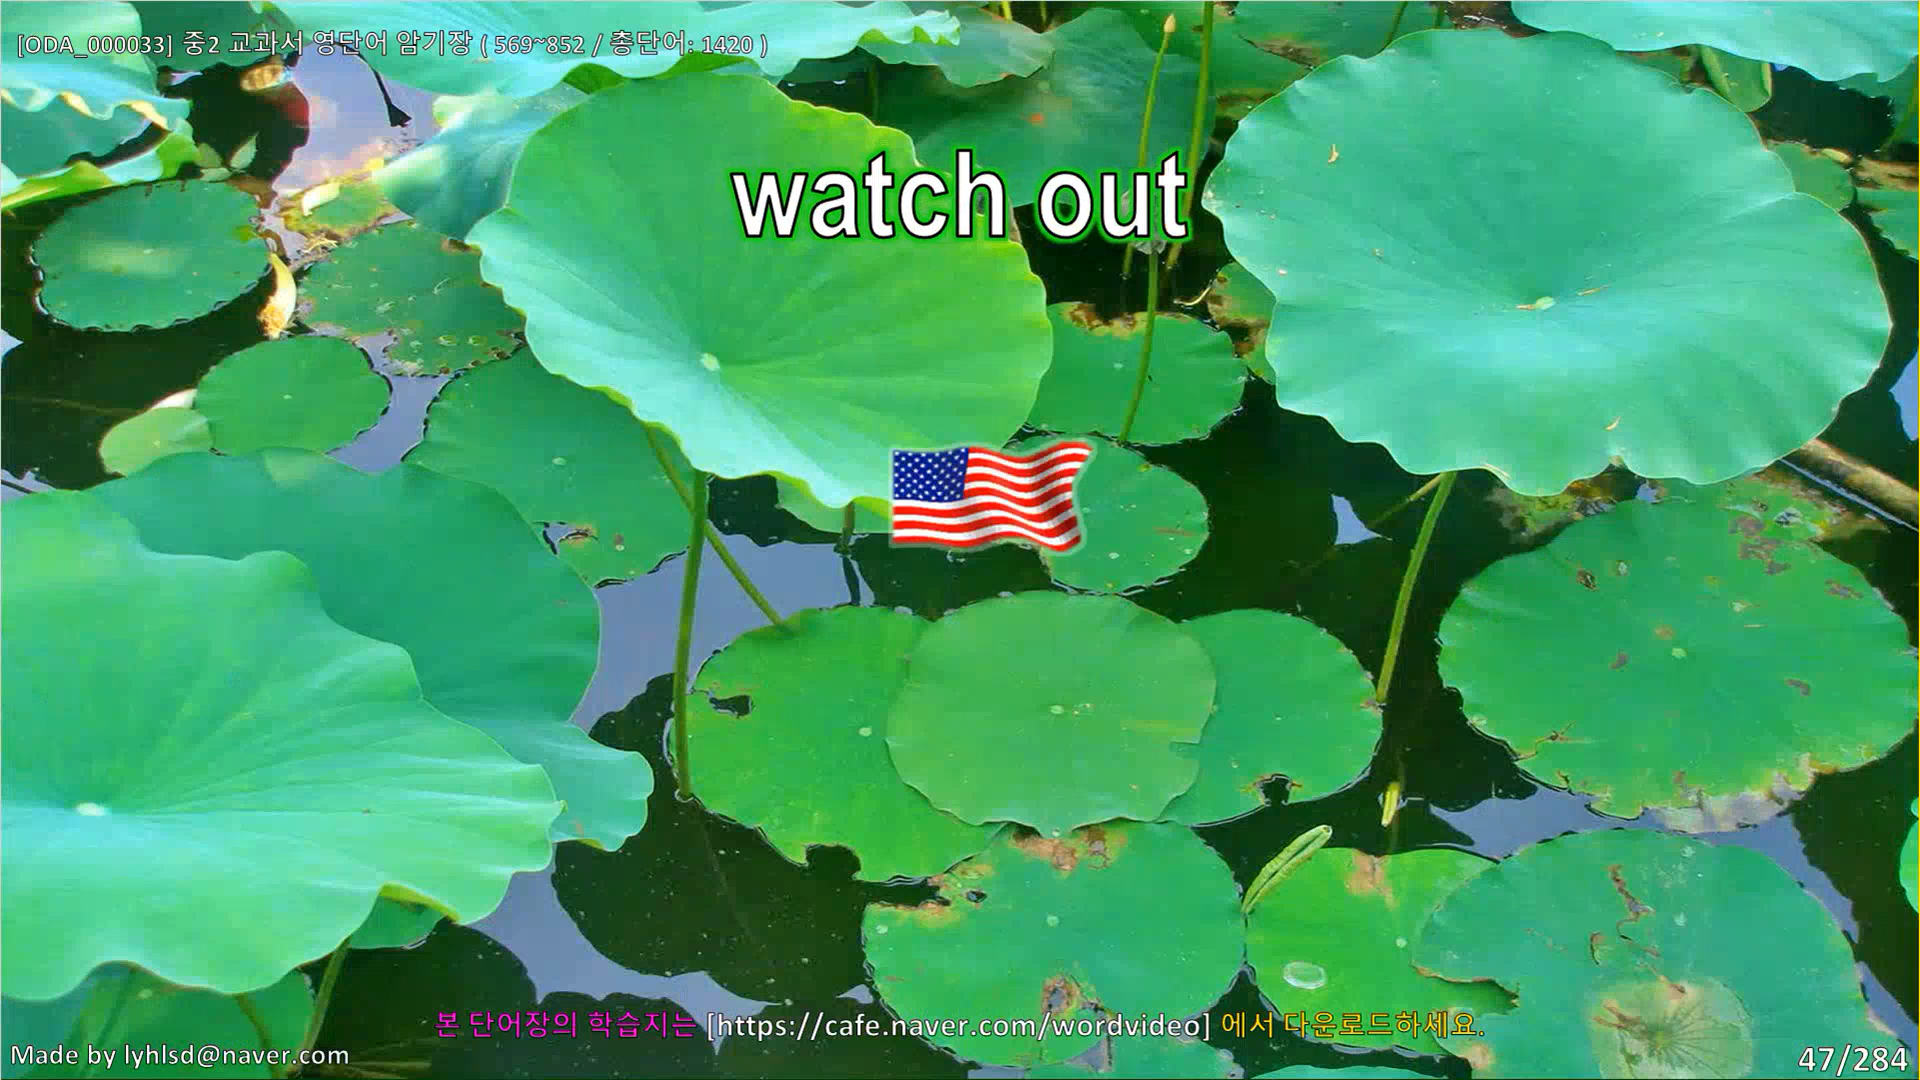 [ODA_000033] 중2 교과서 영단어 암기장 ( 569~852 / 총단어: 1420 )
watch out
본 단어장의 학습지는 [https://cafe.naver.com/wordvideo] 에서 다운로드하세요.
Made by lyhlsd@naver.com
47/284